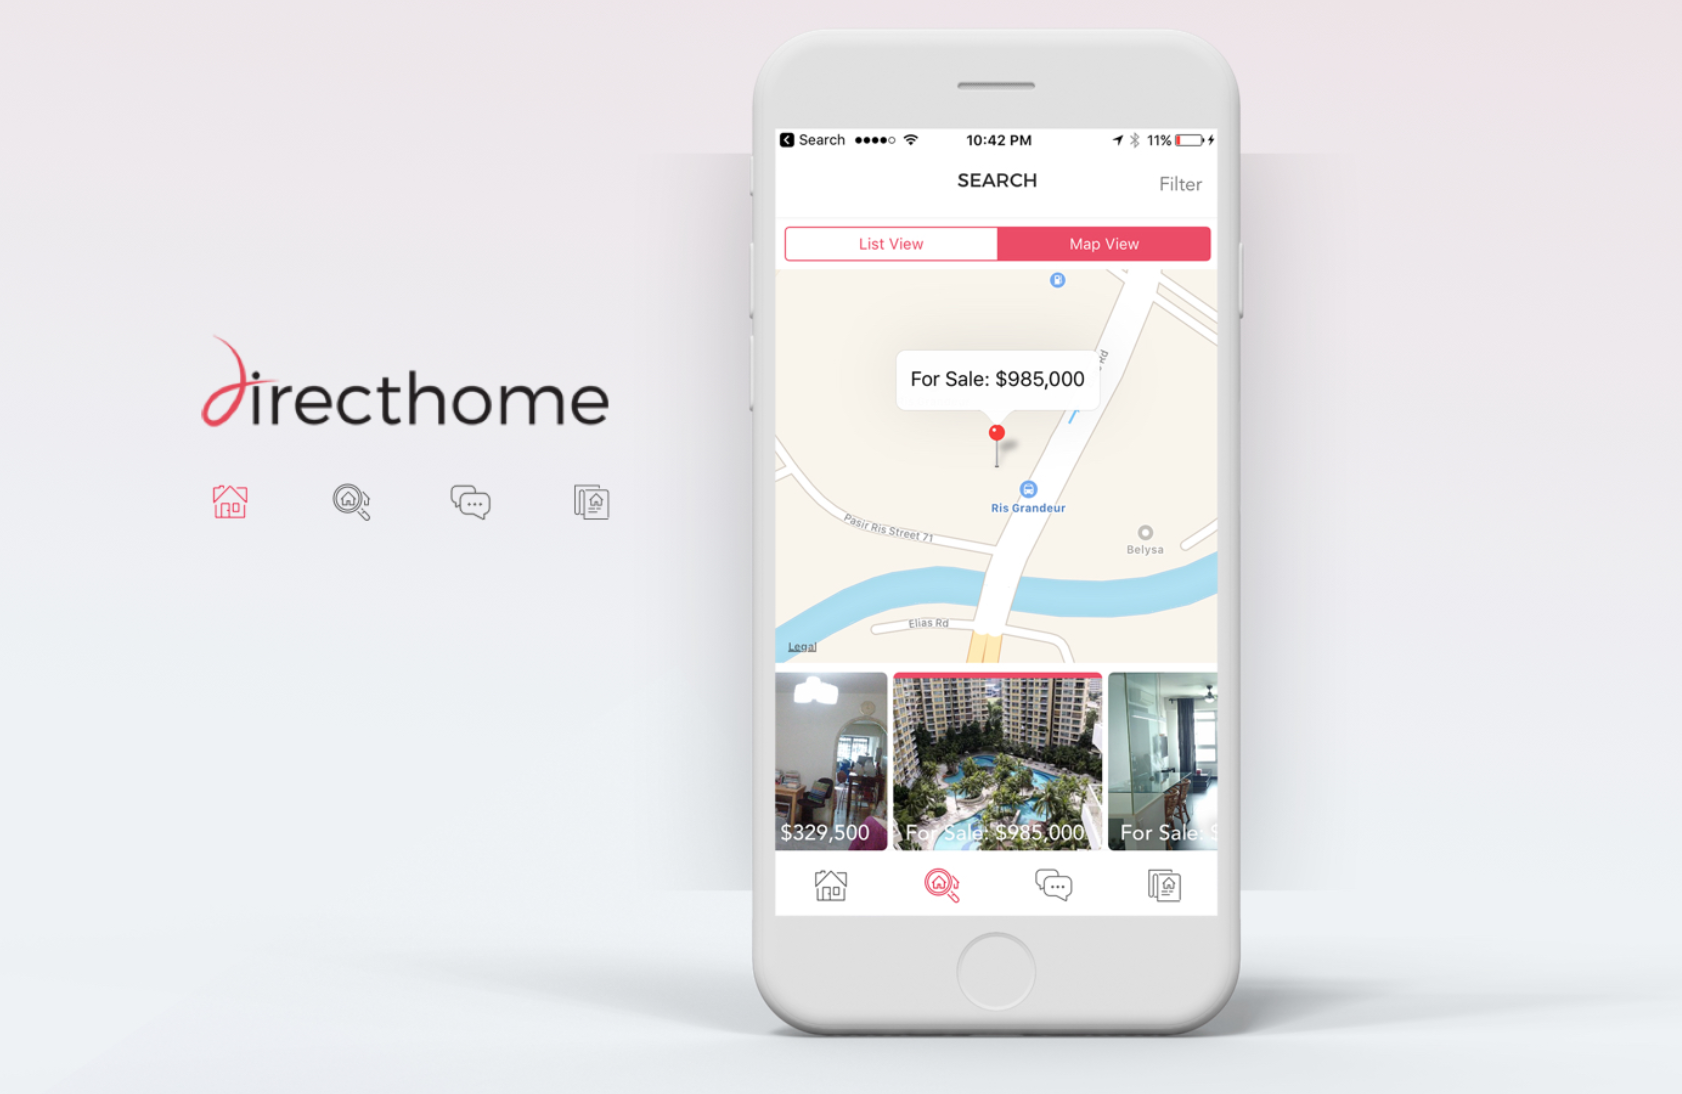 directhome
Search
10:42 PM
11%
SEARCH
Filter
List View
Map View
Rd
For Sale: $985,000
Ris Grandeur
Pasir Ris Street 71
Belysa
Elias Rd
Legal
$329,500
For Sale: $985,000
For Sale: $